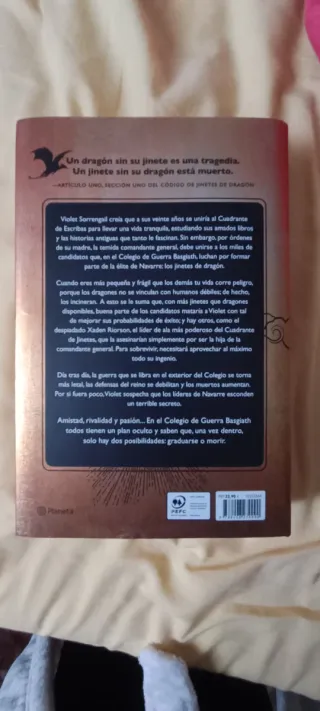 Un dragón sin su jinete es una tragedia.
Un jinete sin su dragón está muerto.
—ARTÍCULO UNO, SECCIÓN UNO DEL CÓDIGO DE JINETES DE DRAGÓN
Violet Sorrengail creía que a sus veinte años se uniría al Cuadrante
de Escribas para llevar una vida tranquila, estudiando sus amados libros
y las historias antiguas que tanto le fascinan. Sin embargo, por órdenes
de su madre, la temida comandante general, debe unirse a los miles de
candidatos que, en el Colegio de Guerra Basgiath, luchan por formar
parte de la élite de Navarre: los jinetes de dragón.
Cuando eres más pequeña y frágil que los demás tu vida corre peligro,
porque los dragones no se vinculan con humanos débiles; de hecho,
los incineran. A esto se le suma que, con más jinetes que dragones
disponibles, buena parte de los candidatos mataría a Violet con tal
de mejorar sus probabilidades de éxito; y hay otros, como el
despiadado Xaden Riorson, el líder de ala más poderoso del Cuadrante
de Jinetes, que la asesinarían simplemente por ser la hija de la
comandante general. Para sobrevivir, necesitará aprovechar al máximo
todo su ingenio.
Día tras día, la guerra que se libra en el exterior del Colegio se torna
más letal, las defensas del reino se debilitan y los muertos aumentan.
Por si fuera poco, Violet sospecha que los líderes de Navarre esconden
un terrible secreto.
Amistad, rivalidad y pasión... En el Colegio de Guerra Basgiath
todos tienen un plan oculto y saben que, una vez dentro,
solo hay dos posibilidades: graduarse o morir.
Planeta
PEFC